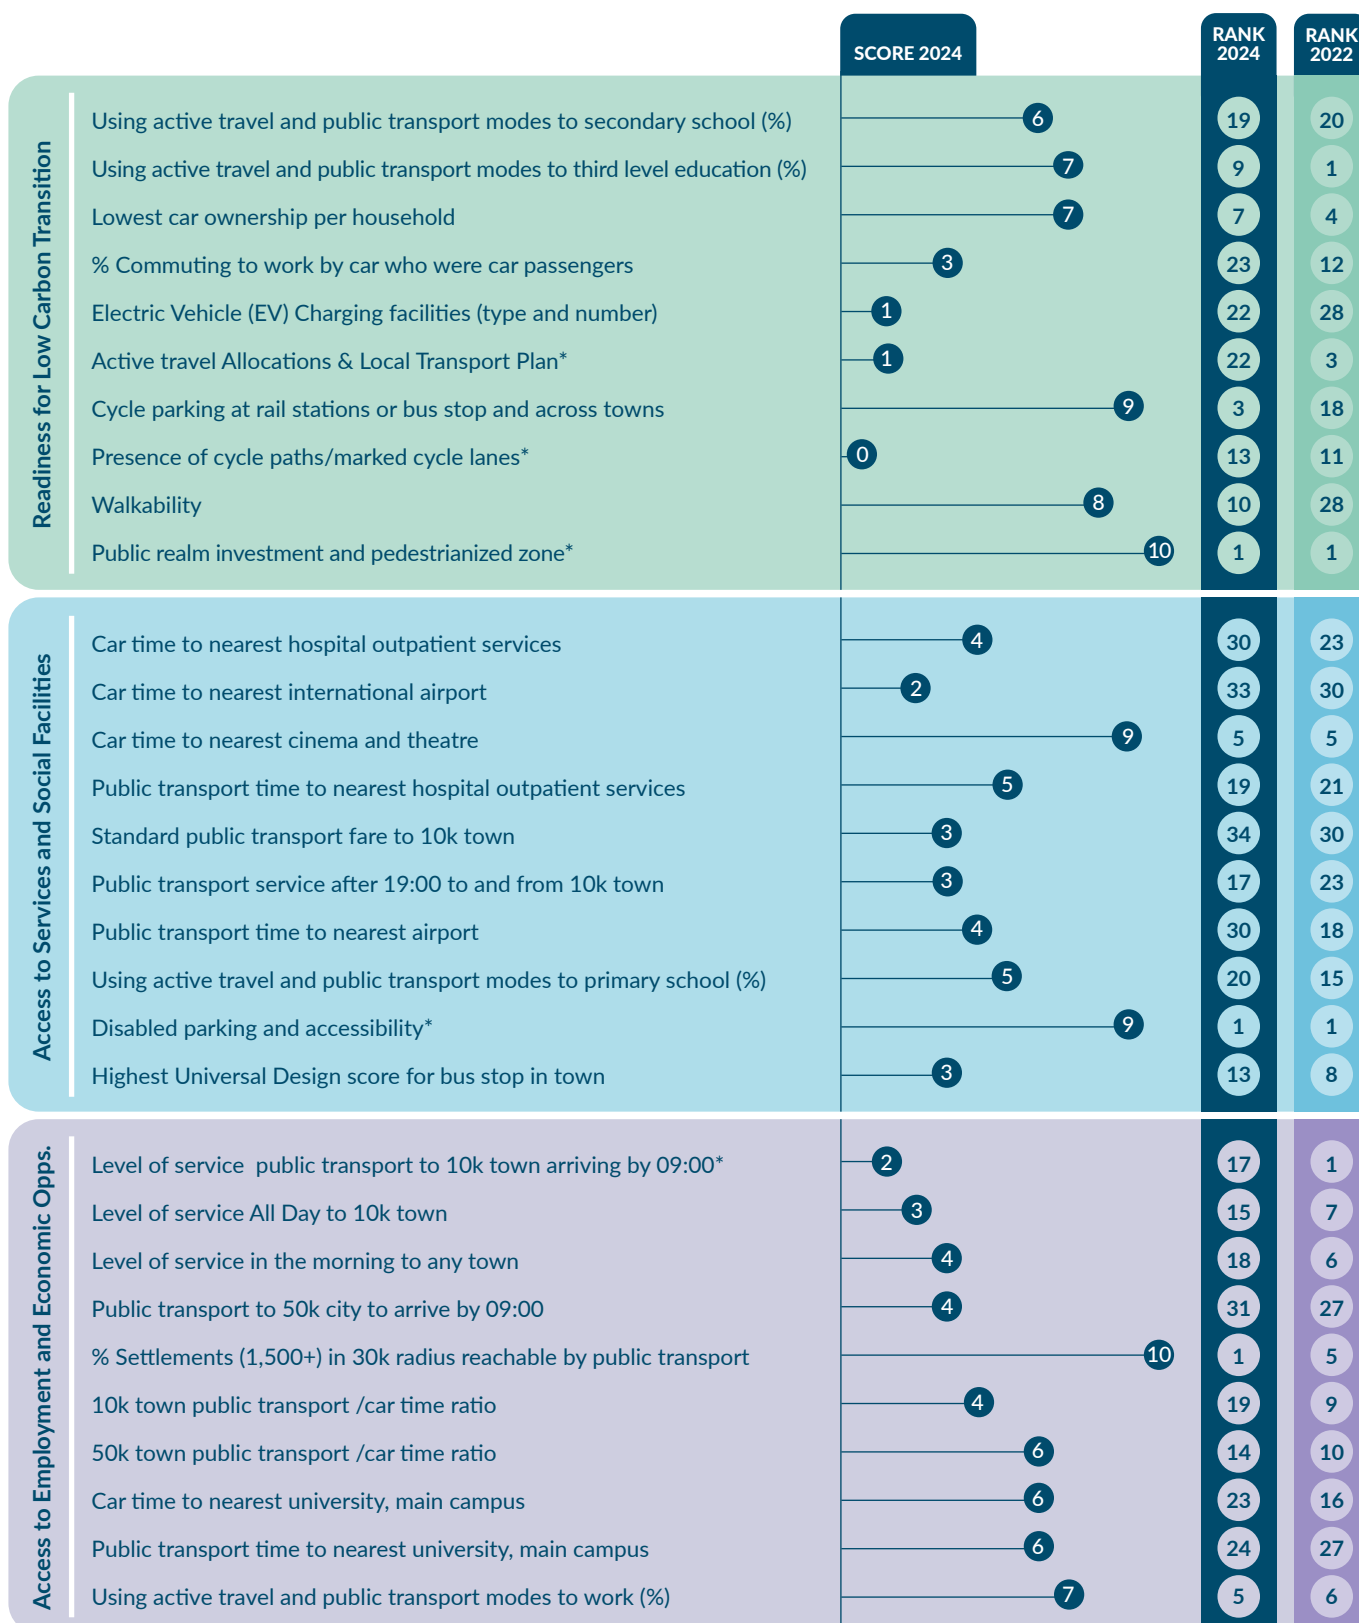 SCORE 2024
RANK 2024
RANK 2022
Readiness for Low Carbon Transition
Using active travel and public transport modes to secondary school (%) 6 19 20
Using active travel and public transport modes to third level education (%) 7 9 1
Lowest car ownership per household 7 7 4
% Commuting to work by car who were car passengers 3 23 12
Electric Vehicle (EV) Charging facilities (type and number) 1 22 28
Active travel Allocations & Local Transport Plan* 1 22 3
Cycle parking at rail stations or bus stop and across towns 9 3 18
Presence of cycle paths/marked cycle lanes* 0 13 11
Walkability 8 10 28
Public realm investment and pedestrianized zone* 10 1 1
Access to Services and Social Facilities
Car time to nearest hospital outpatient services 4 30 23
Car time to nearest international airport 2 33 30
Car time to nearest cinema and theatre 9 5 5
Public transport time to nearest hospital outpatient services 5 19 21
Standard public transport fare to 10k town 3 34 30
Public transport service after 19:00 to and from 10k town 3 17 23
Public transport time to nearest airport 4 30 18
Using active travel and public transport modes to primary school (%) 5 20 15
Disabled parking and accessibility* 9 1 1
Highest Universal Design score for bus stop in town 3 13 8
Access to Employment and Economic Opps.
Level of service public transport to 10k town arriving by 09:00* 2 17 1
Level of service All Day to 10k town 3 15 7
Level of service in the morning to any town 4 18 6
Public transport to 50k city to arrive by 09:00 4 31 27
% Settlements (1,500+) in 30k radius reachable by public transport 10 1 5
10k town public transport /car time ratio 4 19 9
50k town public transport /car time ratio 6 14 10
Car time to nearest university, main campus 6 23 16
Public transport time to nearest university, main campus 6 24 27
Using active travel and public transport modes to work (%) 7 5 6